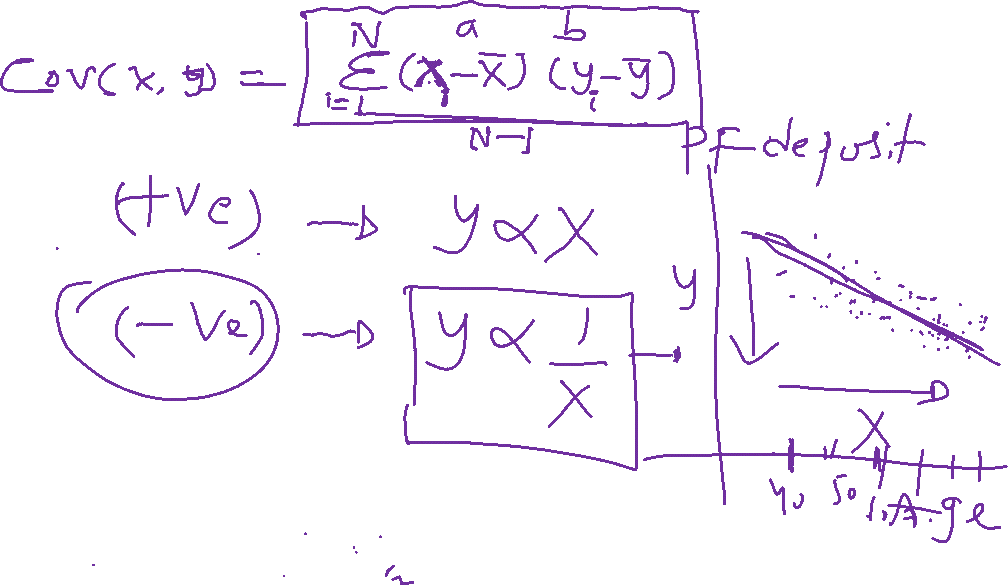 N a b
Cov(x, y) = Σ (xᵢ - x̄) (yᵢ - ȳ)
i=1
N-1
PF deposit
(+ve) → y ∝ x
y
(-ve) → y ∝ 1/x →
X
40 50 Age